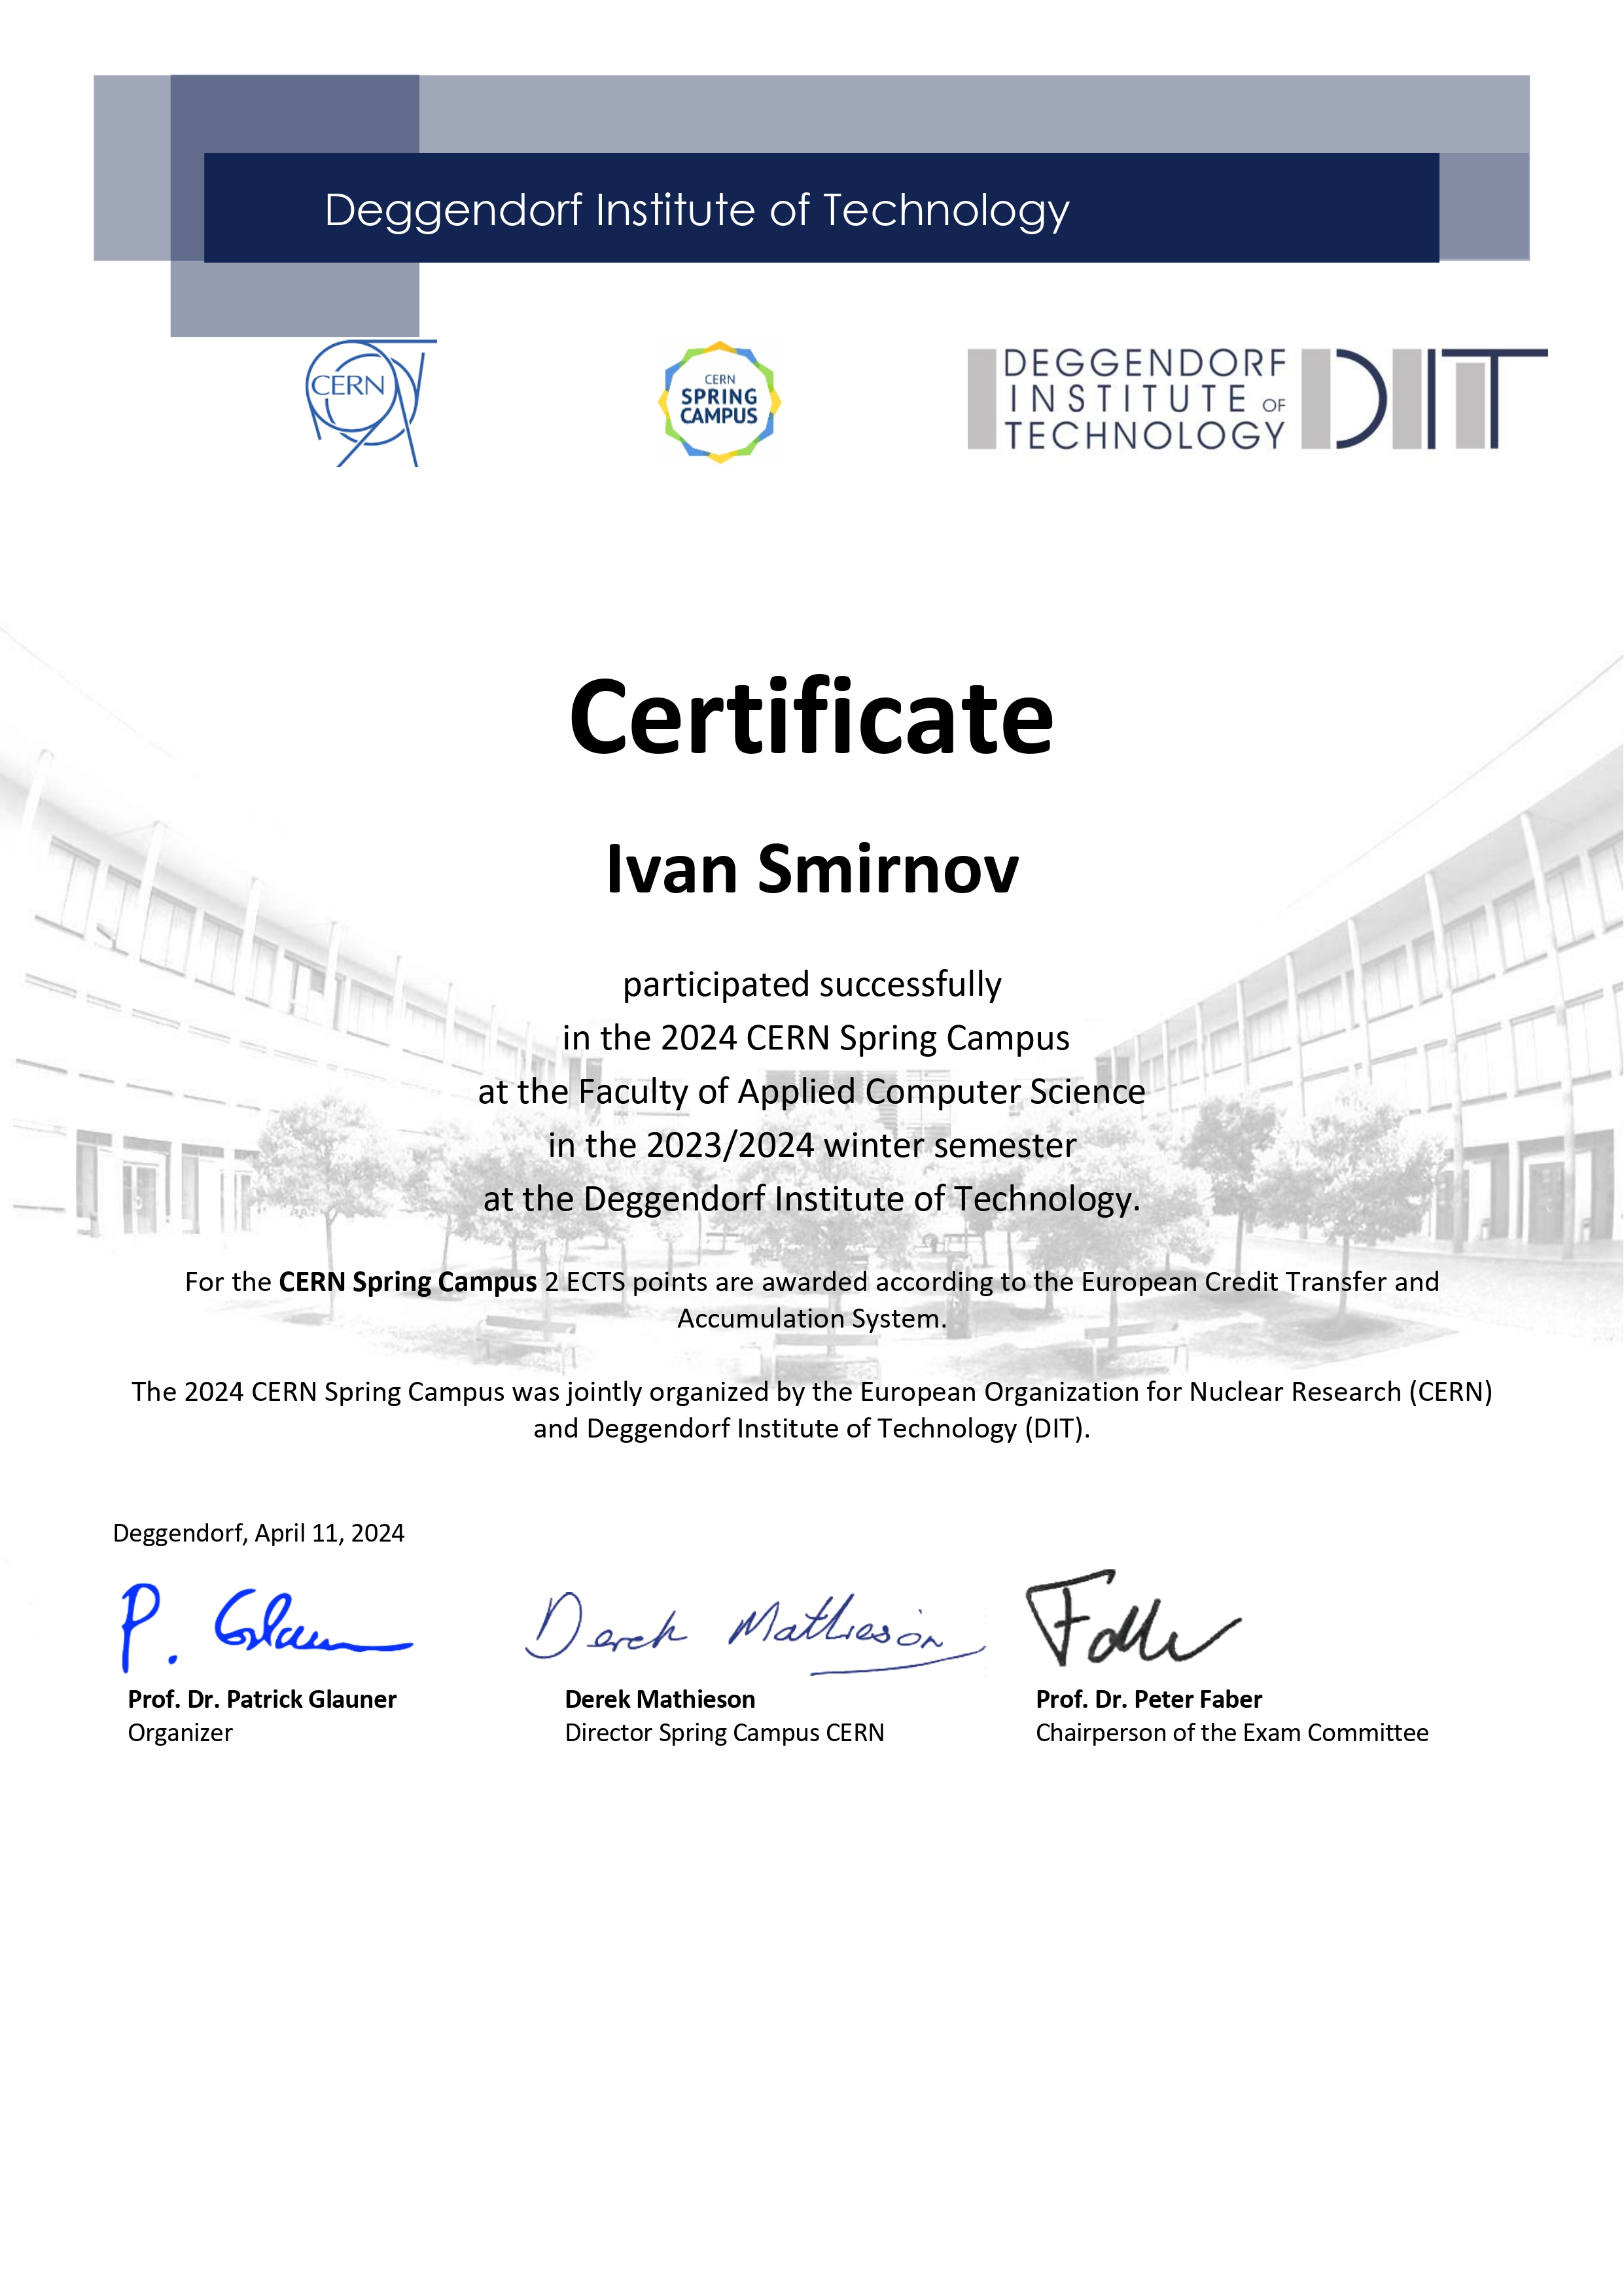 Deggendorf Institute of Technology
CERN
CERN
SPRING
CAMPUS
DEGGENDORF
INSTITUTE OF
TECHNOLOGY
DIT
Certificate
Ivan Smirnov
participated successfully
in the 2024 CERN Spring Campus
at the Faculty of Applied Computer Science
in the 2023/2024 winter semester
at the Deggendorf Institute of Technology.
For the CERN Spring Campus 2 ECTS points are awarded according to the European Credit Transfer and
Accumulation System.
The 2024 CERN Spring Campus was jointly organized by the European Organization for Nuclear Research (CERN)
and Deggendorf Institute of Technology (DIT).
Deggendorf, April 11, 2024
P. Glauner
Derek Mathieson
Faber
Prof. Dr. Patrick Glauner
Organizer
Derek Mathieson
Director Spring Campus CERN
Prof. Dr. Peter Faber
Chairperson of the Exam Committee